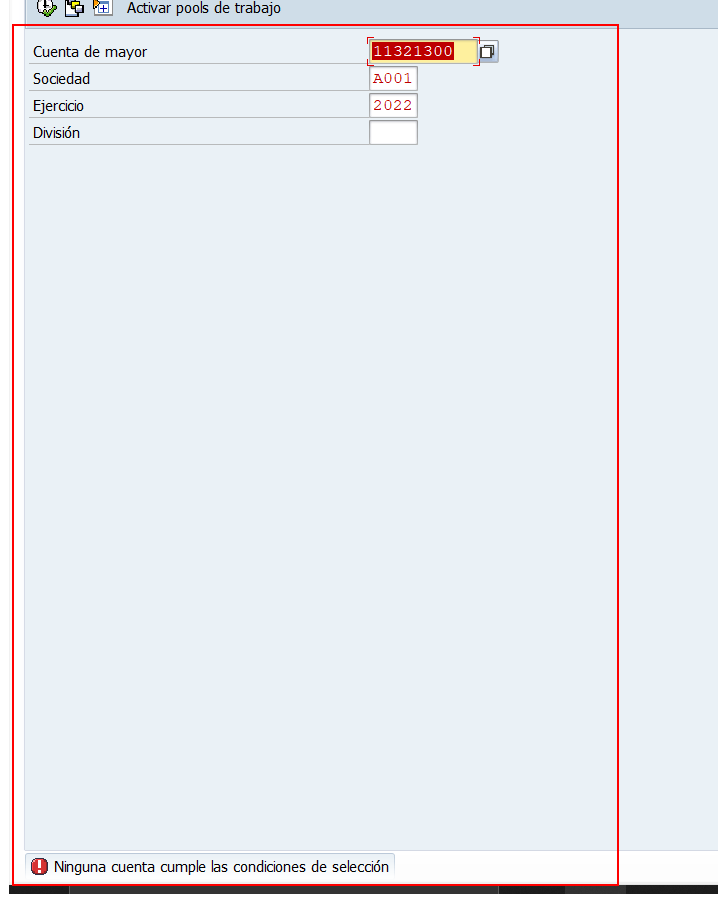 Activar pools de trabajo
Cuenta de mayor 11321300
Sociedad A001
Ejercicio 2022
División
Ninguna cuenta cumple las condiciones de selección